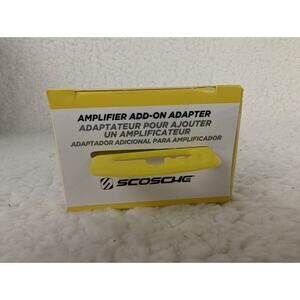 AMPLIFIER ADD-ON ADAPTER
ADAPTATEUR POUR AJOUTER
UN AMPLIFICATEUR
ADAPTADOR ADICIONAL PARA AMPLIFICADOR
SCOSCHE